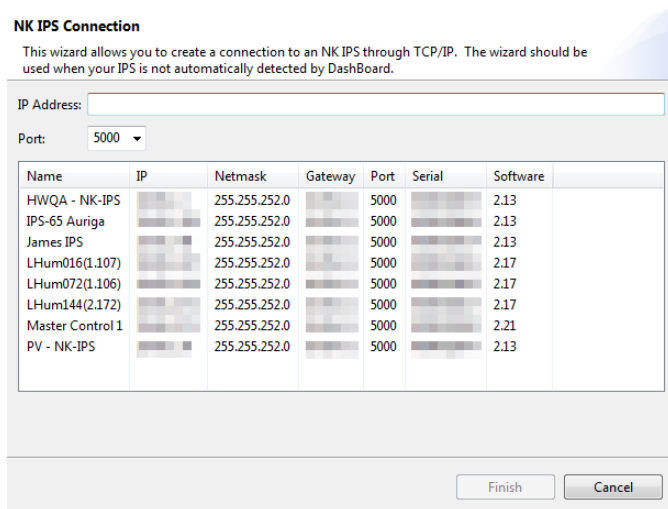 NK IPS Connection
This wizard allows you to create a connection to an NK IPS through TCP/IP. The wizard should be
used when your IPS is not automatically detected by DashBoard.
IP Address:
Port: 5000
Name IP Netmask Gateway Port Serial Software
HWQA - NK-IPS 255.255.252.0 5000 2.13
IPS-65 Auriga 255.255.252.0 5000 2.13
James IPS 255.255.252.0 5000 2.13
LHum016(1.107) 255.255.252.0 5000 2.17
LHum072(1.106) 255.255.252.0 5000 2.17
LHum144(2.172) 255.255.252.0 5000 2.17
Master Control 1 255.255.252.0 5000 2.21
PV - NK-IPS 255.255.252.0 5000 2.13
Finish Cancel